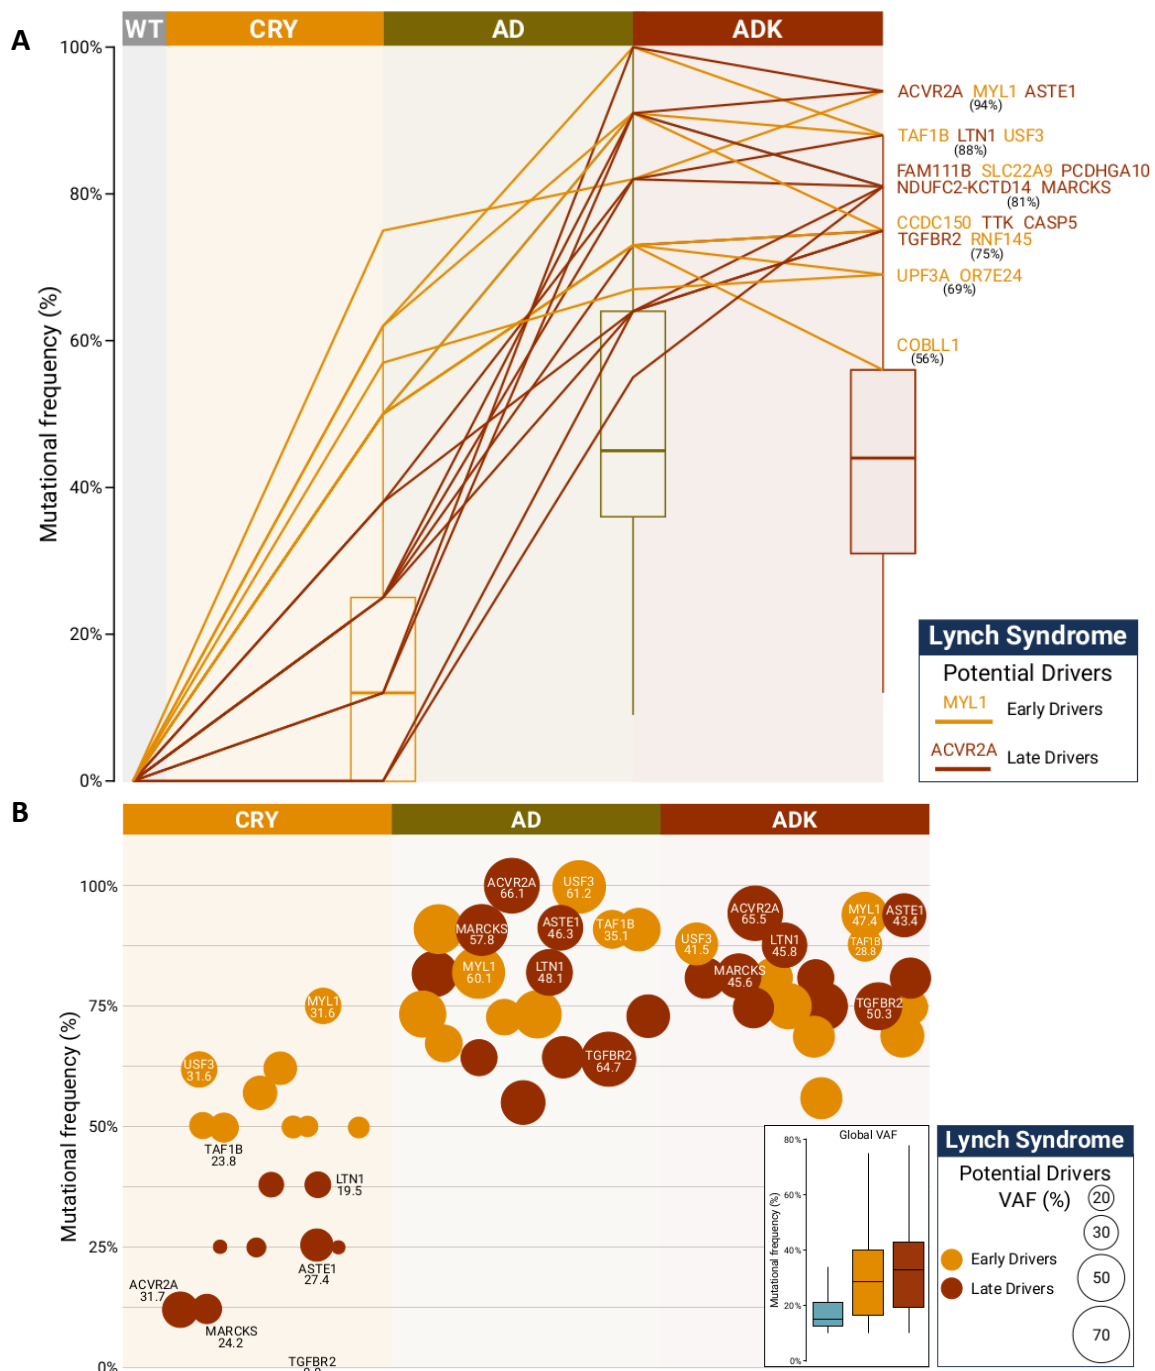 A
WT CRY AD ADK
Mutational frequency (%)
100%
80%
60%
40%
20%
0%
ACVR2A MYL1 ASTE1
(94%)
TAF1B LTN1 USF3
(88%)
FAM111B SLC22A9 PCDHGA10
NDUFC2-KCTD14 MARCKS
(81%)
CCDC150 TTK CASP5
TGFBR2 RNF145
(75%)
UPF3A OR7E24
(69%)
COBLL1
(56%)
Lynch Syndrome
Potential Drivers
MYL1 Early Drivers
ACVR2A Late Drivers
B
CRY AD ADK
Mutational frequency (%)
100%
75%
50%
25%
0%
MYL1
31.6
USF3
31.6
TAF1B
23.8
LTN1
19.5
ASTE1
27.4
ACVR2A
31.7
MARCKS
24.2
TGFBR2
ACVR2A
66.1
USF3
61.2
MARCKS
57.8
ASTE1
46.3
TAF1B
35.1
MYL1
60.1
LTN1
48.1
TGFBR2
64.7
ACVR2A
65.5
MYL1
47.4
ASTE1
43.4
USF3
41.5
LTN1
45.8
TAF1B
28.8
MARCKS
45.6
TGFBR2
50.3
Global VAF
Mutational frequency (%)
80%
60%
40%
20%
0%
Lynch Syndrome
Potential Drivers
VAF (%)
20
30
50
70
Early Drivers
Late Drivers